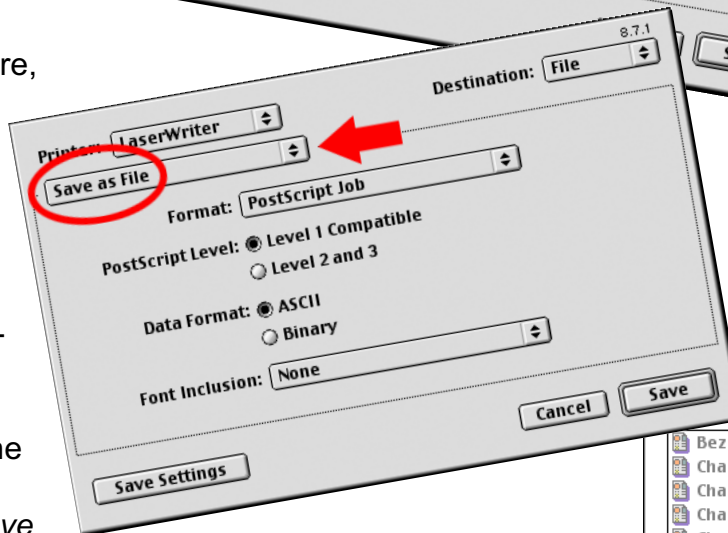 re,
8.7.1
Printer: LaserWriter
Destination: File
Save as File
Format: PostScript Job
PostScript Level: Level 1 Compatible
Level 2 and 3
Data Format: ASCII
Binary
Font Inclusion: None
Cancel
Save
Save Settings
-
ne
ve
Bez
Cha
Cha
Cha